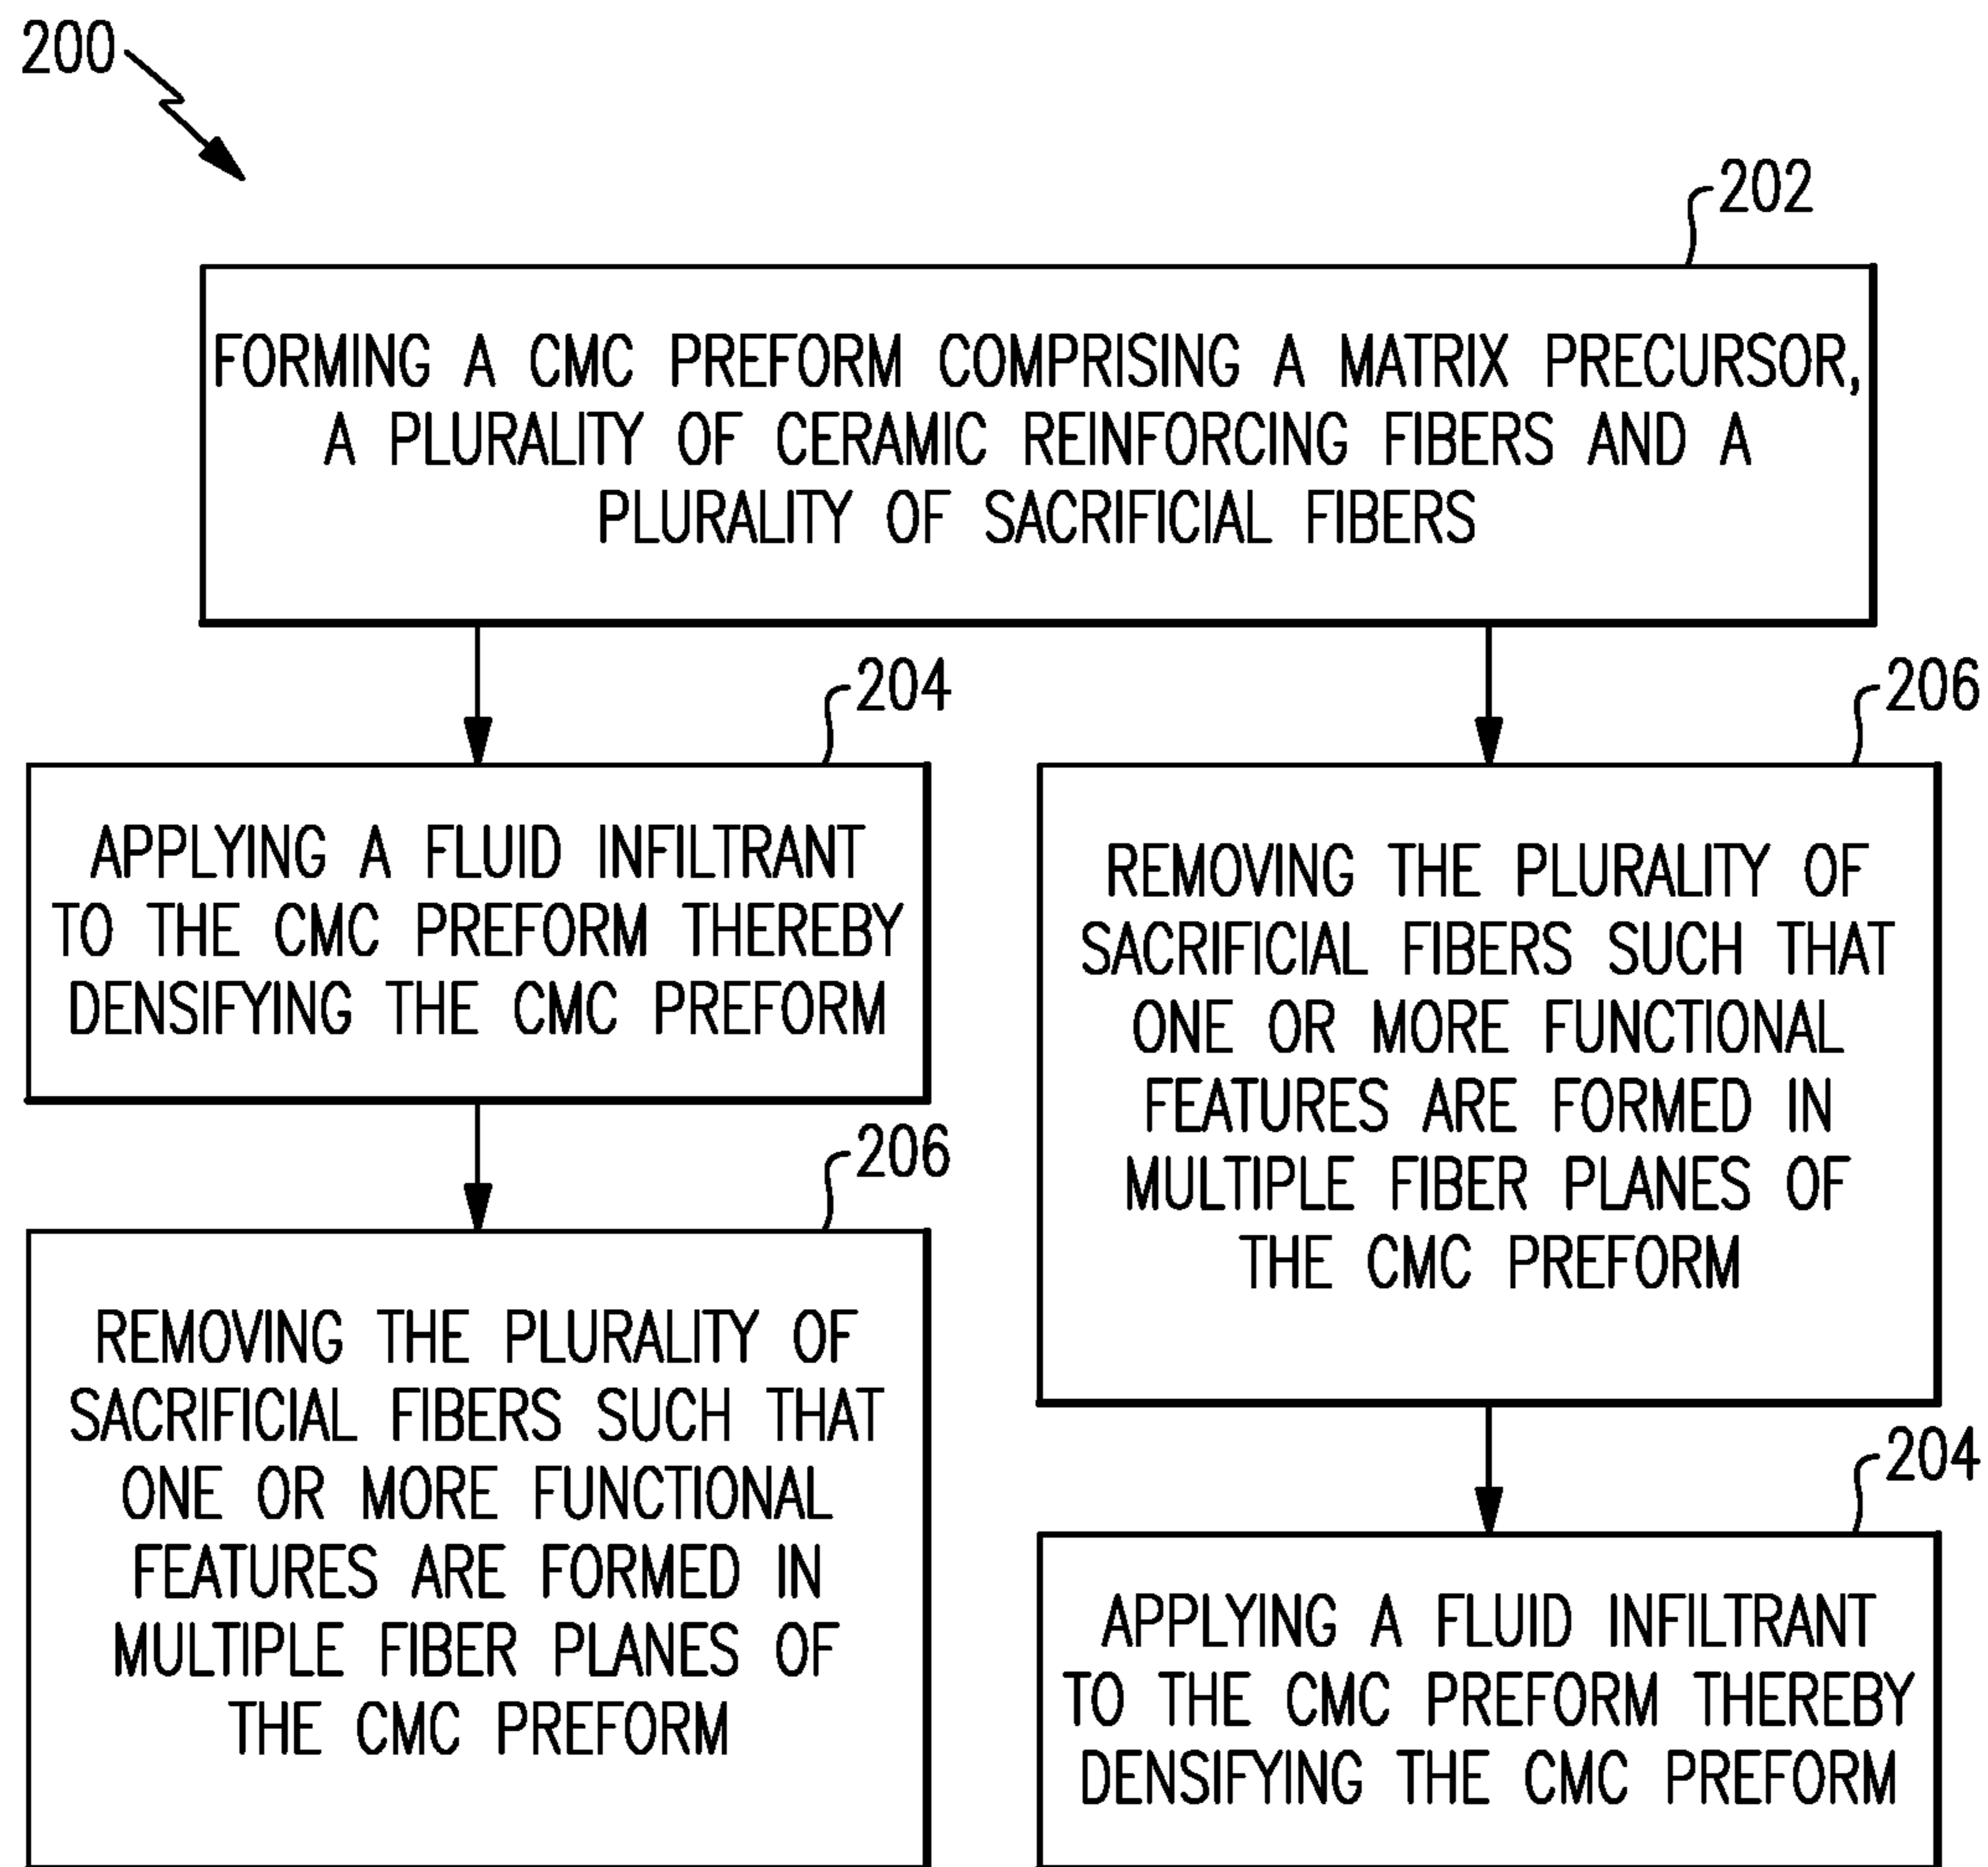 200
202
FORMING A CMC PREFORM COMPRISING A MATRIX PRECURSOR,
A PLURALITY OF CERAMIC REINFORCING FIBERS AND A
PLURALITY OF SACRIFICIAL FIBERS
204
APPLYING A FLUID INFILTRANT
TO THE CMC PREFORM THEREBY
DENSIFYING THE CMC PREFORM
206
REMOVING THE PLURALITY OF
SACRIFICIAL FIBERS SUCH THAT
ONE OR MORE FUNCTIONAL
FEATURES ARE FORMED IN
MULTIPLE FIBER PLANES OF
THE CMC PREFORM
206
REMOVING THE PLURALITY OF
SACRIFICIAL FIBERS SUCH THAT
ONE OR MORE FUNCTIONAL
FEATURES ARE FORMED IN
MULTIPLE FIBER PLANES OF
THE CMC PREFORM
204
APPLYING A FLUID INFILTRANT
TO THE CMC PREFORM THEREBY
DENSIFYING THE CMC PREFORM